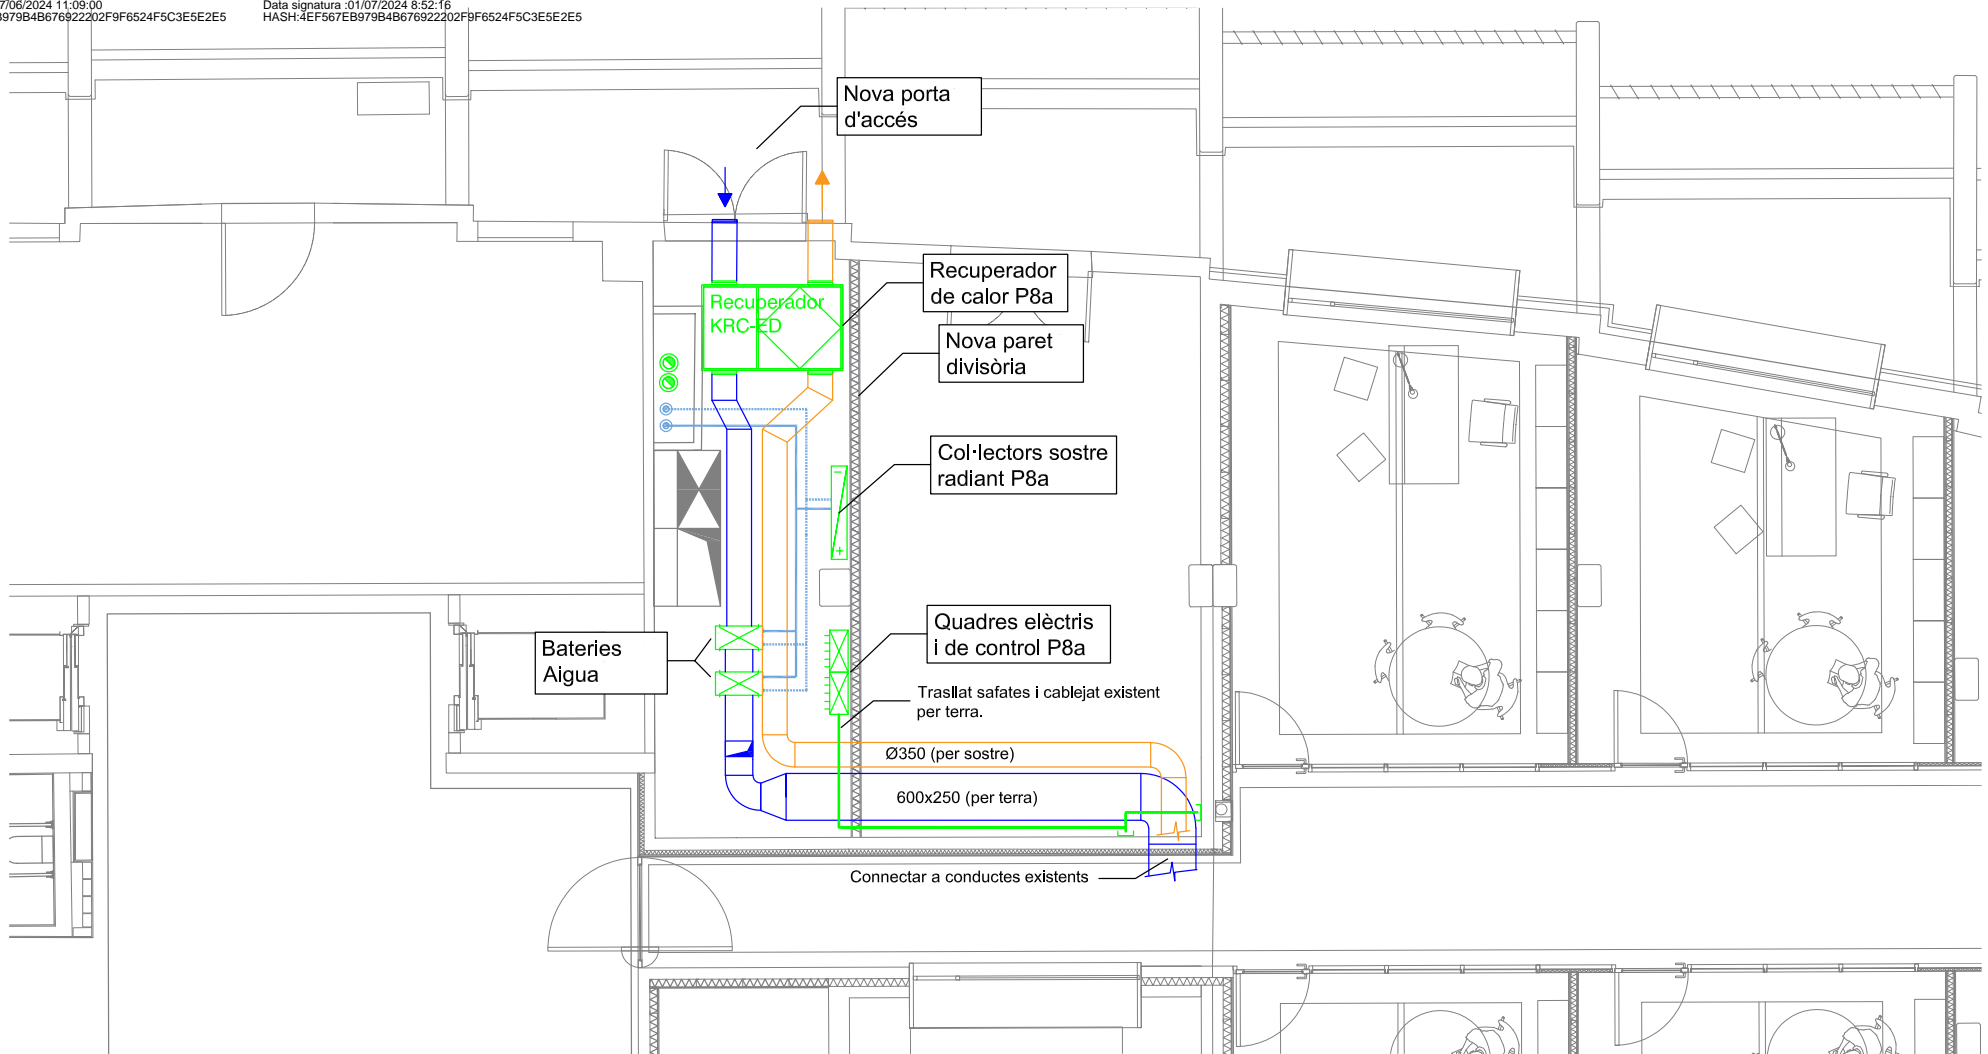 7/06/2024 11:09:00
Data signatura :01/07/2024 8:52:16
979B4B676922202F9F6524F5C3E5E2E5
HASH:4EF567EB979B4B676922202F9F6524F5C3E5E2E5
Nova porta
d'accés
Recuperador
de calor P8a
Recuperador
KRC-ED
Nova paret
divisòria
Col·lectors sostre
radiant P8a
Quadres elèctris
i de control P8a
Bateries
Aigua
Trasllat safates i cablejat existent
per terra.
Ø350 (per sostre)
600x250 (per terra)
Connectar a conductes existents